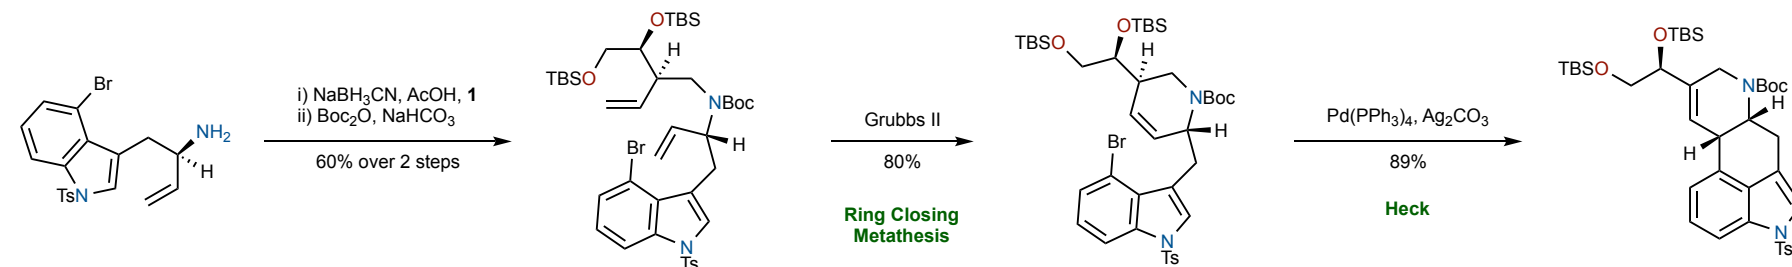 Br
NH₂
H
N
Ts
i) NaBH₃CN, AcOH, 1
ii) Boc₂O, NaHCO₃
60% over 2 steps
OTBS
H
TBSO
NBoc
H
Br
N
Ts
Grubbs II
80%
Ring Closing
Metathesis
OTBS
TBSO
H
NBoc
H
Br
N
Ts
Pd(PPh₃)₄, Ag₂CO₃
89%
Heck
OTBS
TBSO
NBoc
H
H
N
Ts